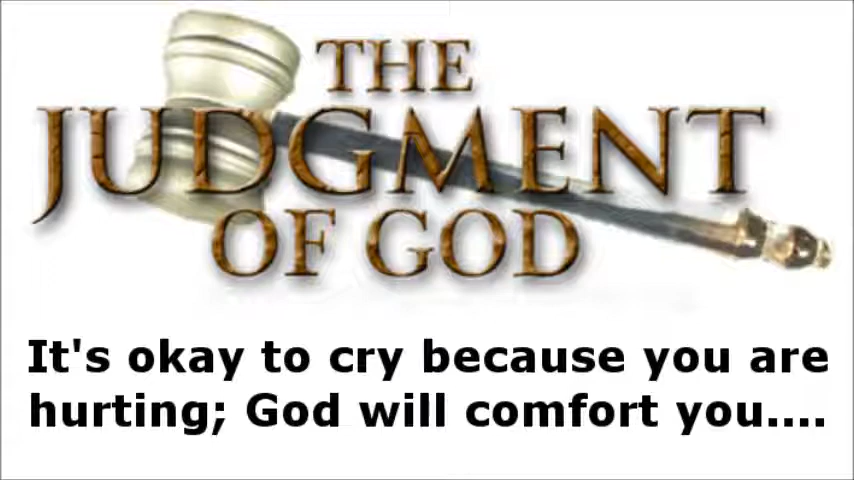 THE
JUDGMENT
OF GOD
It's okay to cry because you are
hurting; God will comfort you....